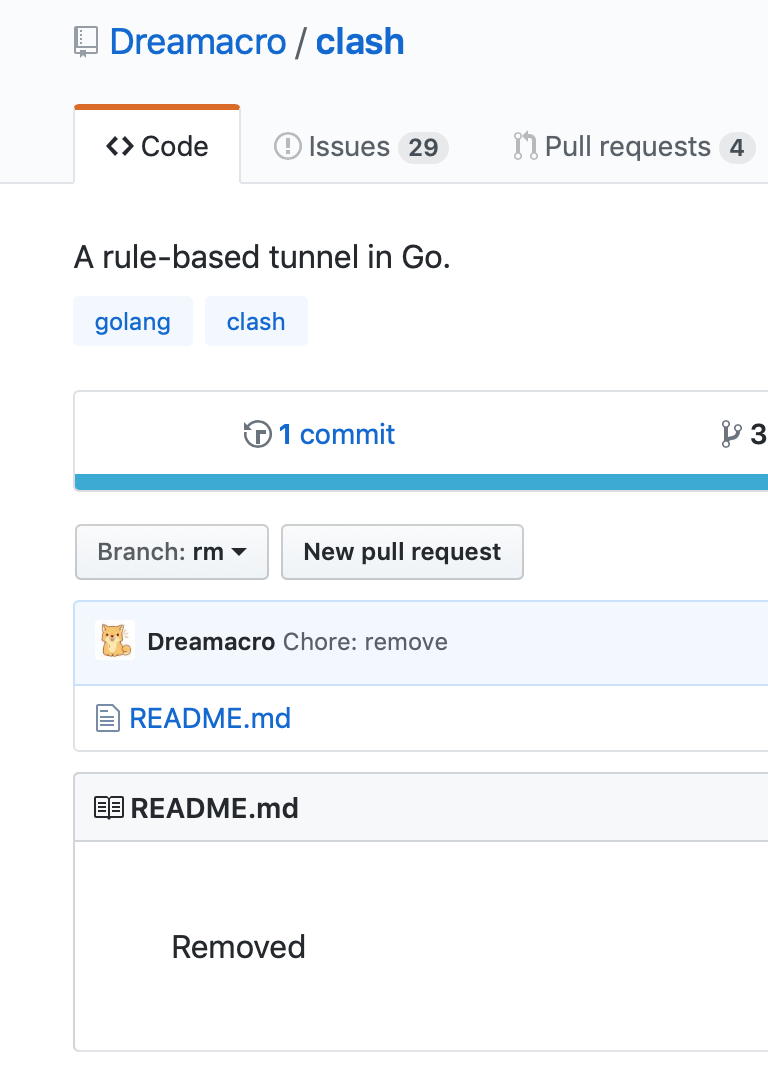 Dreamacro / clash
Code Issues 29 Pull requests 4
A rule-based tunnel in Go.
golang clash
1 commit 3
Branch: rm New pull request
Dreamacro Chore: remove
README.md
README.md
Removed